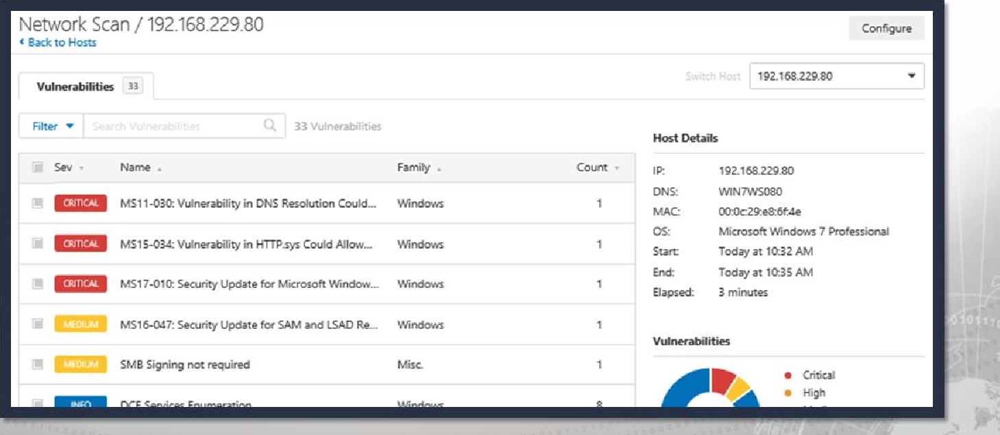 Network Scan / 192.168.229.80
Configure
Back to Hosts
Vulnerabilities 33
Switch Host 192.168.229.80
Filter Search Vulnerabilities 33 Vulnerabilities
Sev Name Family Count
CRITICAL MS11-030: Vulnerability in DNS Resolution Could... Windows 1
CRITICAL MS15-034: Vulnerability in HTTP.sys Could Allow... Windows 1
CRITICAL MS17-010: Security Update for Microsoft Window... Windows 1
MEDIUM MS16-047: Security Update for SAM and LSAD Re... Windows 1
MEDIUM SMB Signing not required Misc. 1
INFO DCE Services Enumeration Windows 8
Host Details
IP: 192.168.229.80
DNS: WIN7WS080
MAC: 00:0c:29:e8:6f:4e
OS: Microsoft Windows 7 Professional
Start: Today at 10:32 AM
End: Today at 10:35 AM
Elapsed: 3 minutes
Vulnerabilities
Critical
High